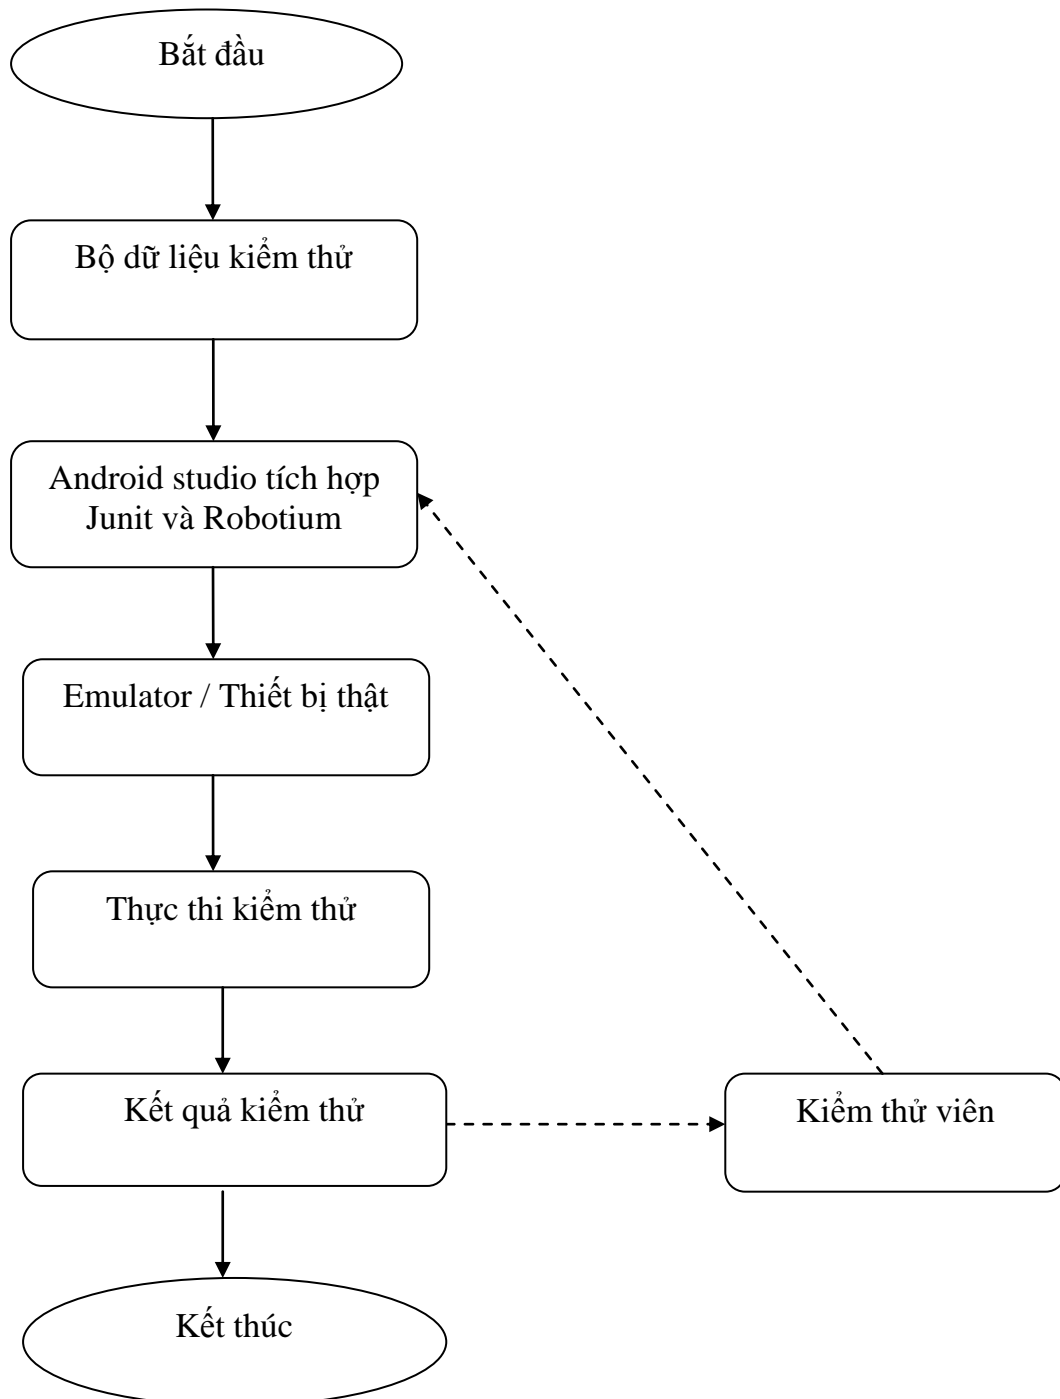 Bắt đầu
Bộ dữ liệu kiểm thử
Android studio tích hợp
Junit và Robotium
Emulator / Thiết bị thật
Thực thi kiểm thử
Kết quả kiểm thử
Kiểm thử viên
Kết thúc